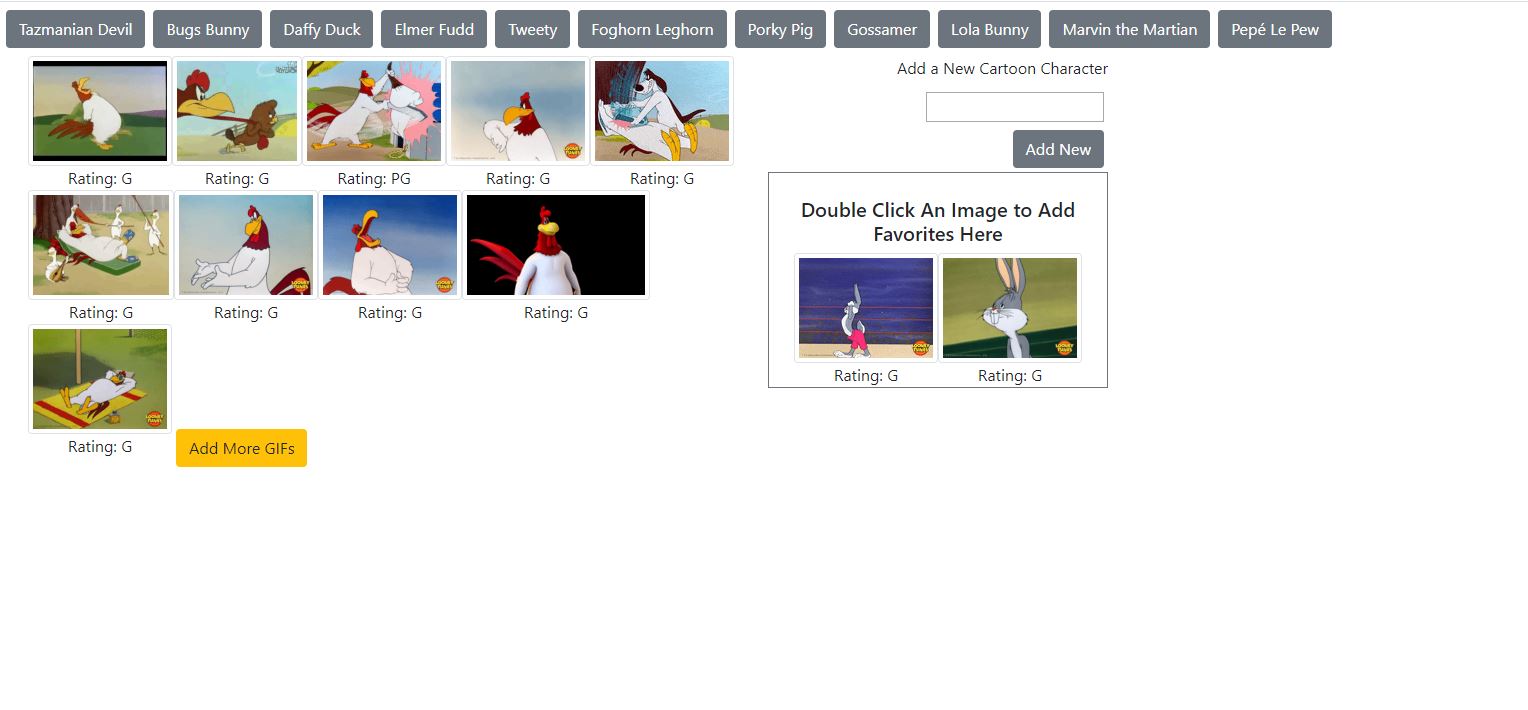 Tazmanian Devil Bugs Bunny Daffy Duck Elmer Fudd Tweety Foghorn Leghorn Porky Pig Gossamer Lola Bunny Marvin the Martian Pepé Le Pew
Rating: G Rating: G Rating: PG Rating: G Rating: G
Rating: G Rating: G Rating: G Rating: G
Rating: G Add More GIFs
Add a New Cartoon Character
Add New
Double Click An Image to Add
Favorites Here
Rating: G Rating: G